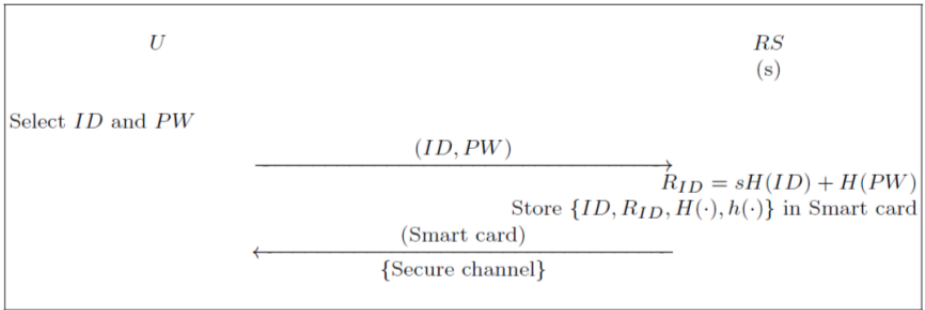 U RS
(s)
Select ID and PW
(ID, PW)
R_ID = sH(ID) + H(PW)
Store {ID, R_ID, H(·), h(·)} in Smart card
(Smart card)
{Secure channel}